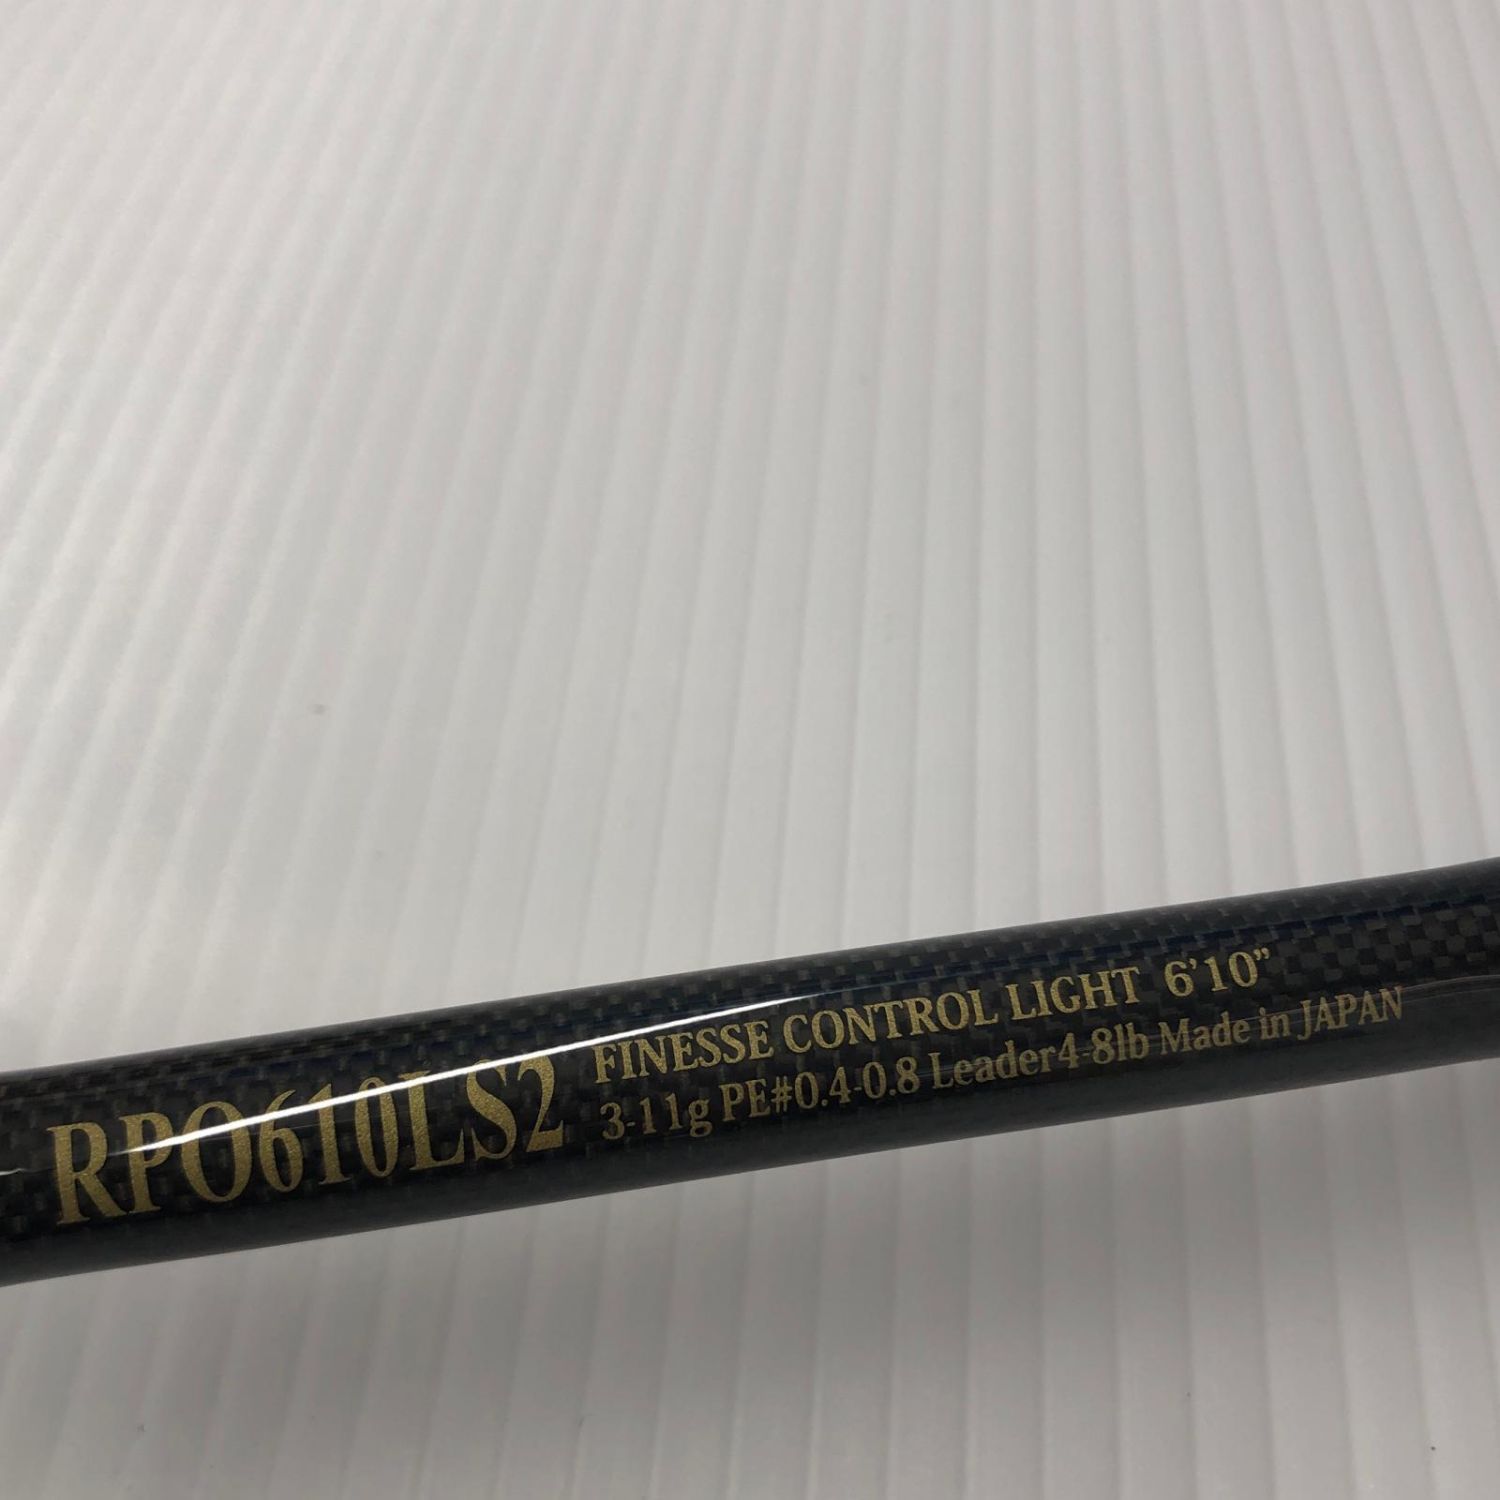 RPO610LS2
FINESSE CONTROL LIGHT 6'10"
3-11g PE#0.4-0.8 Leader4-8lb Made in JAPAN